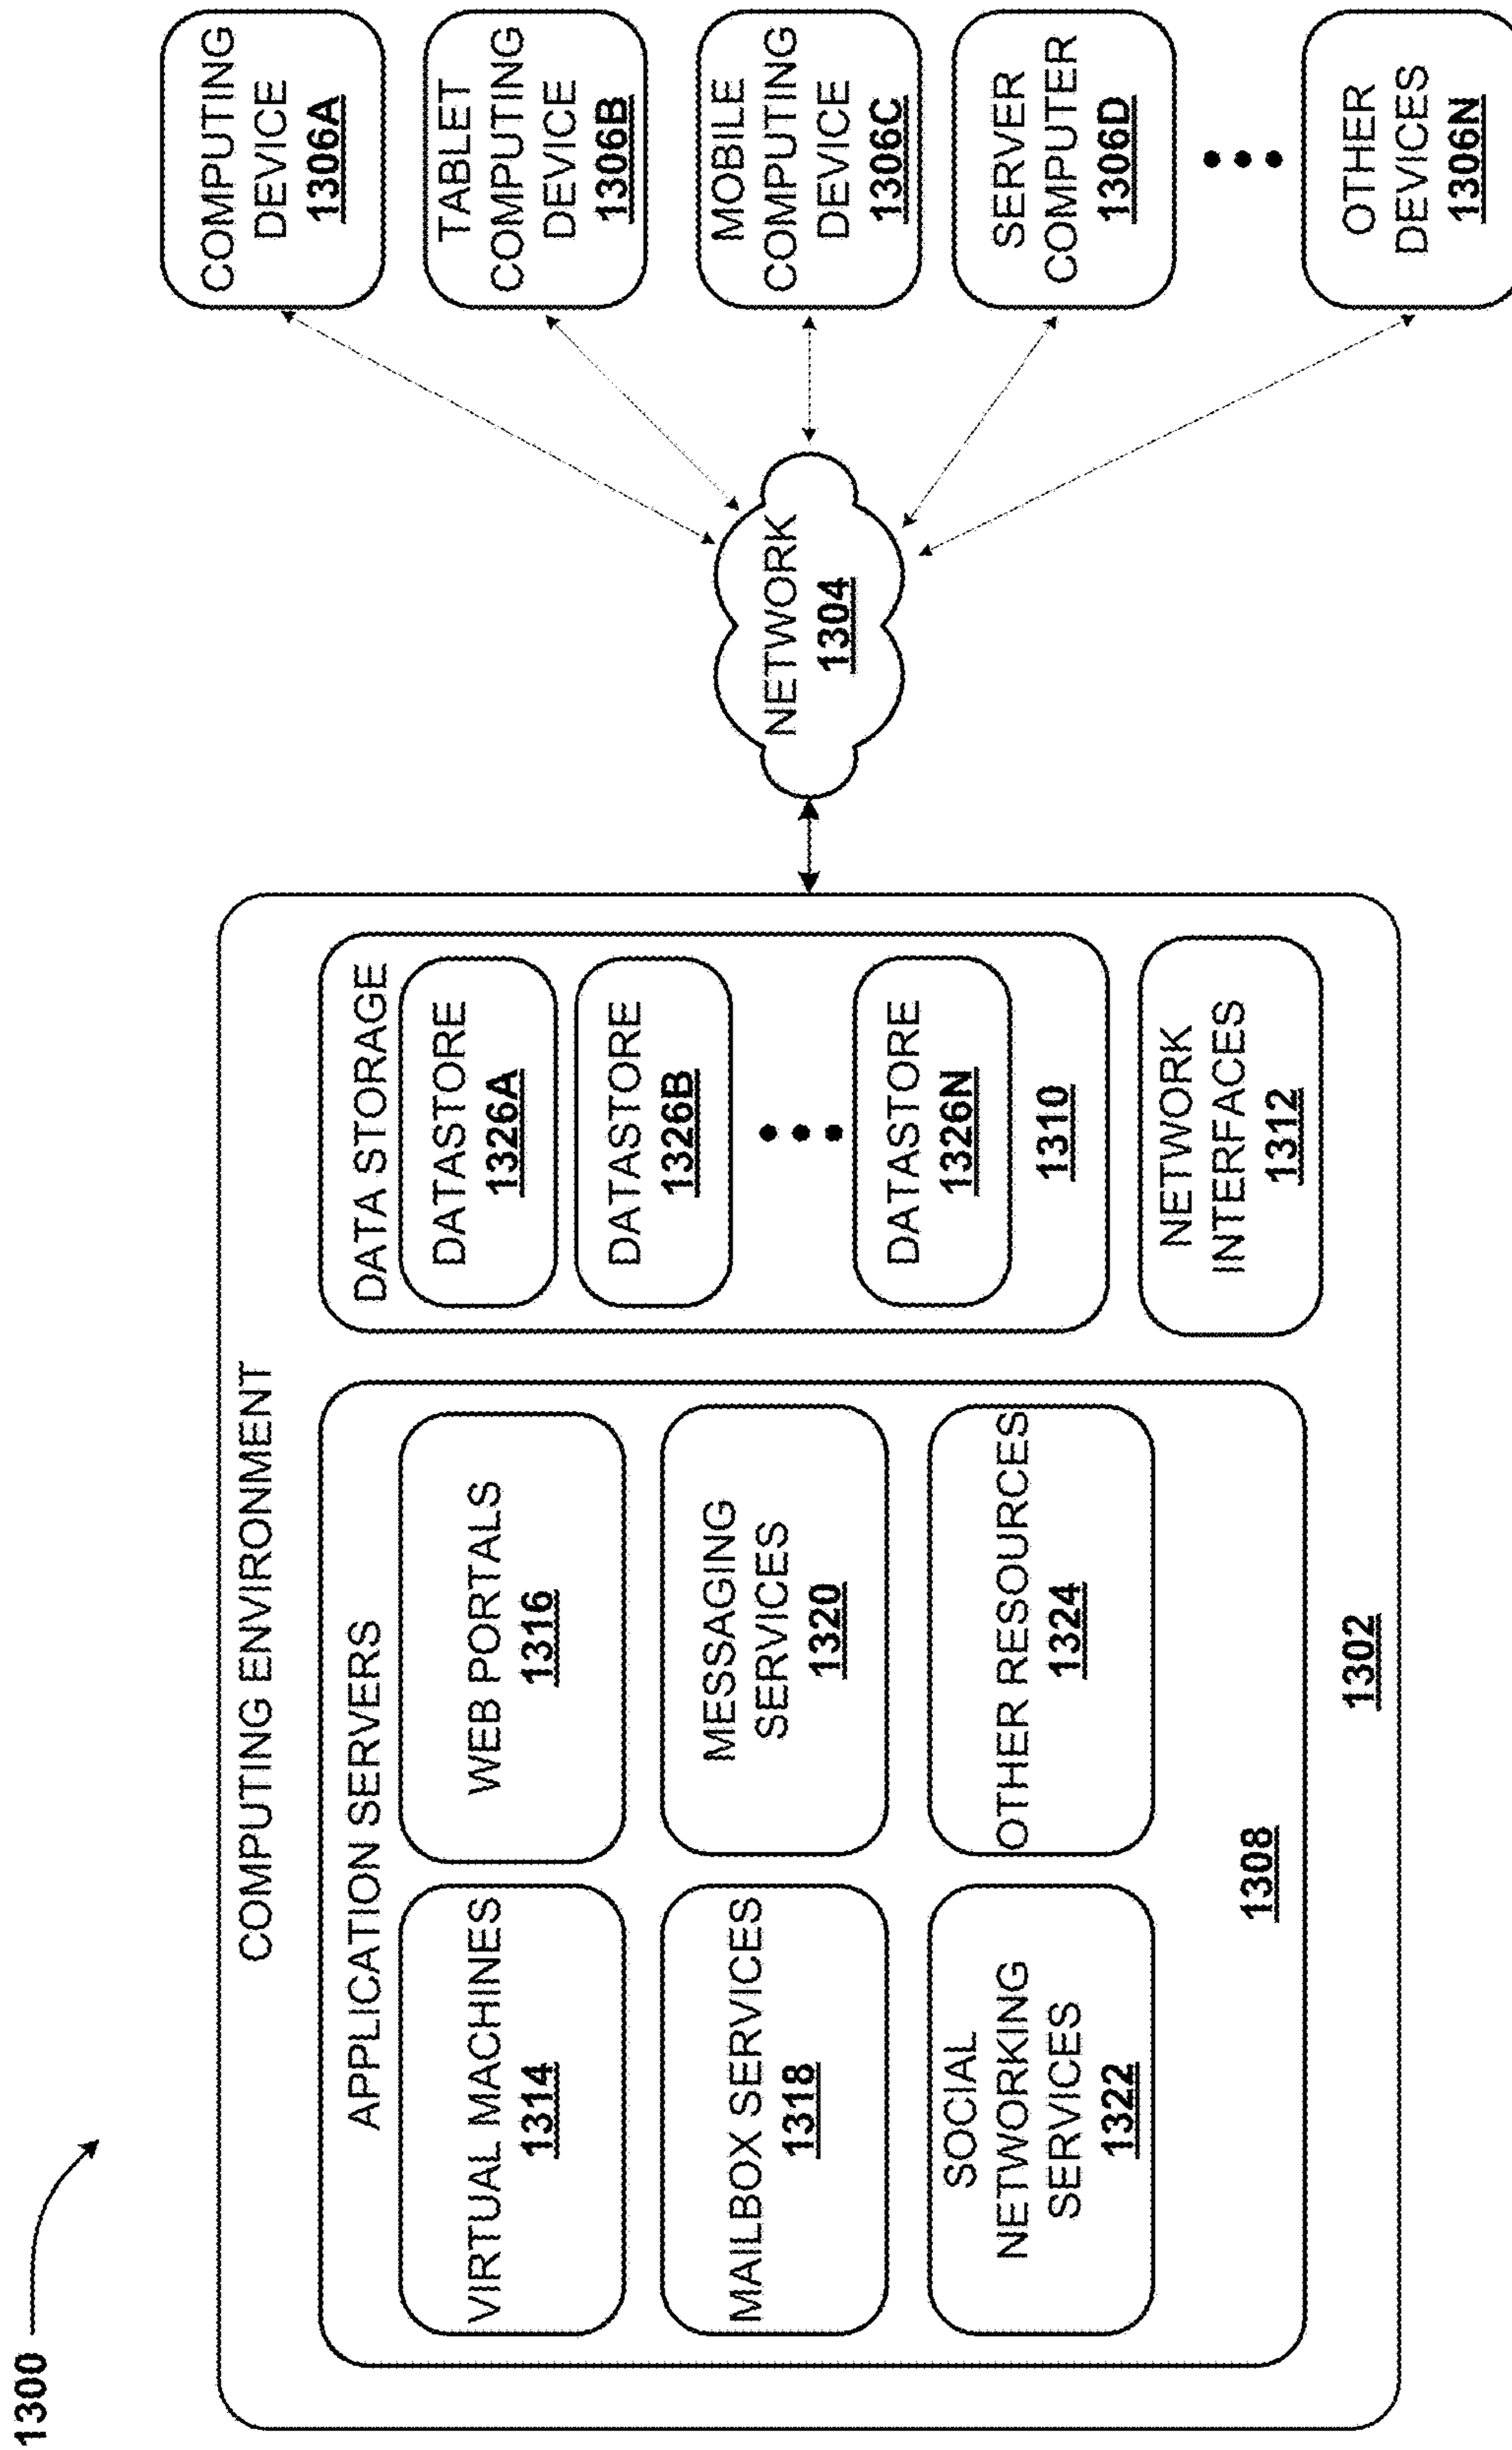 1300
COMPUTING ENVIRONMENT
APPLICATION SERVERS
VIRTUAL MACHINES
1314
WEB PORTALS
1316
MAILBOX SERVICES
1318
MESSAGING
SERVICES
1320
SOCIAL
NETWORKING
SERVICES
1322
OTHER RESOURCES
1324
1308
DATA STORAGE
DATASTORE
1326A
DATASTORE
1326B
DATASTORE
1326N
1310
NETWORK
INTERFACES
1312
1302
NETWORK
1304
COMPUTING
DEVICE
1306A
TABLET
COMPUTING
DEVICE
1306B
MOBILE
COMPUTING
DEVICE
1306C
SERVER
COMPUTER
1306D
OTHER
DEVICES
1306N